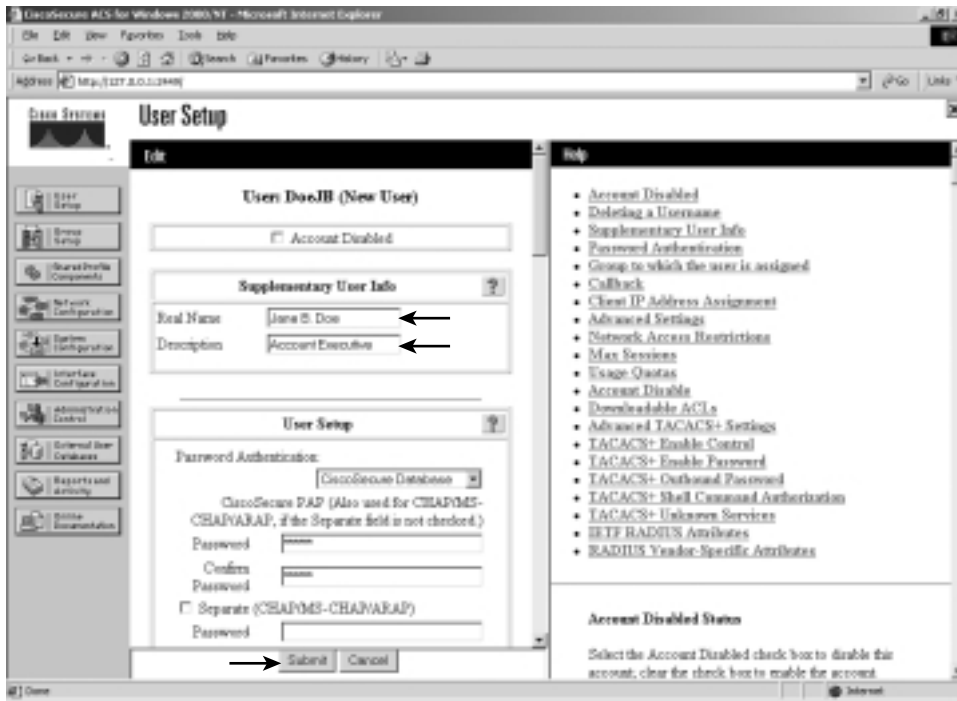 CiscoSecure ACS for Windows 2000/NT - Microsoft Internet Explorer
File Edit View Favorites Tools Help
Back Search Favorites History
Address http://127.0.0.1:2449/ Go Links
Cisco Systems
User Setup
User Setup
Group Setup
Shared Profile Components
Network Configuration
System Configuration
Interface Configuration
Administration Control
External User Databases
Reports and Activity
Online Documentation
Edit
User: DoeJB (New User)
Account Disabled
Supplementary User Info ?
Real Name Jane B. Doe
Description Account Executive
User Setup ?
Password Authentication:
CiscoSecure Database
CiscoSecure PAP (Also used for CHAP/MS-
CHAP/ARAP, if the Separate field is not checked.)
Password *****
Confirm
Password *****
Separate (CHAP/MS-CHAP/ARAP)
Password
Submit Cancel
Help
• Account Disabled
• Deleting a Username
• Supplementary User Info
• Password Authentication
• Group to which the user is assigned
• Callback
• Client IP Address Assignment
• Advanced Settings
• Network Access Restrictions
• Max Sessions
• Usage Quotas
• Account Disable
• Downloadable ACLs
• Advanced TACACS+ Settings
• TACACS+ Enable Control
• TACACS+ Enable Password
• TACACS+ Outbound Password
• TACACS+ Shell Command Authorization
• TACACS+ Unknown Services
• IETF RADIUS Attributes
• RADIUS Vendor-Specific Attributes
Account Disabled Status
Select the Account Disabled check box to disable this
account, clear the check box to enable the account.
Done Internet